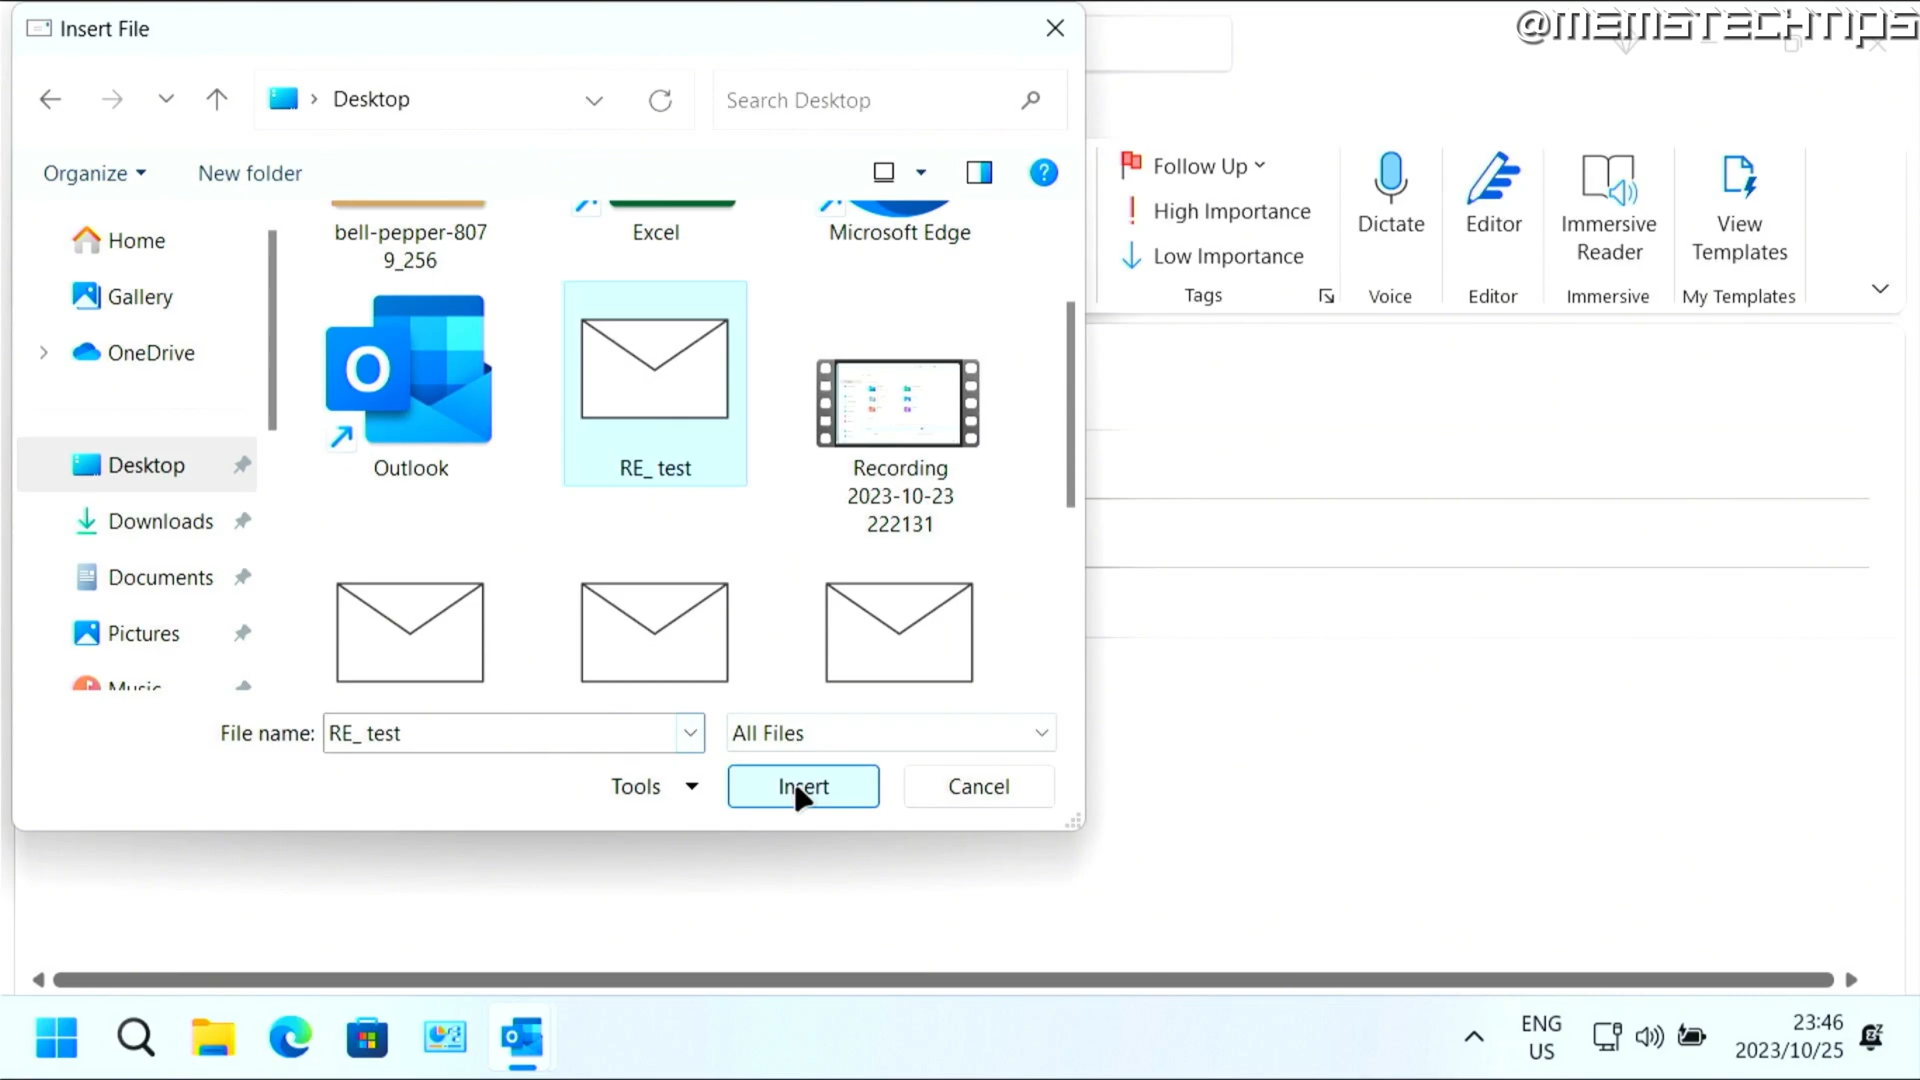 Insert File
@MEMSTECHTIPS
Desktop
Search Desktop
Organize
New folder
Home
Gallery
OneDrive
Desktop
Downloads
Documents
Pictures
Music
bell-pepper-807
9_256
Excel
Microsoft Edge
Outlook
RE_ test
Recording
2023-10-23
222131
File name:
RE_ test
All Files
Tools
Insert
Cancel
Follow Up
High Importance
Low Importance
Tags
Dictate
Voice
Editor
Editor
Immersive
Reader
Immersive
View
Templates
My Templates
ENG
US
23:46
2023/10/25